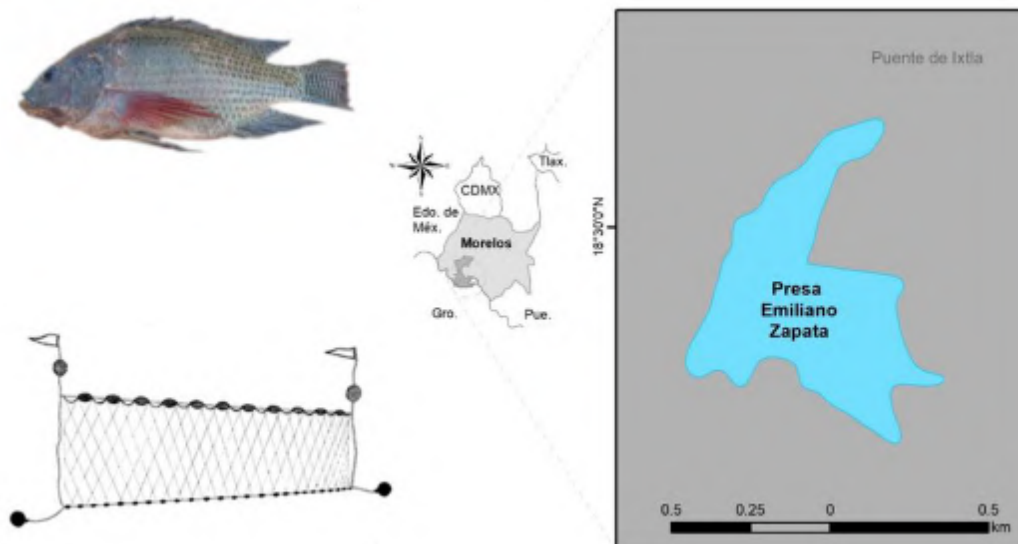 Puente de Ixtla
Tlax.
CDMX
Edo. de
Méx.
Morelos
Gro.
Pue.
18°30'0"N
Presa
Emiliano
Zapata
0.5
0.25
0
0.5
km